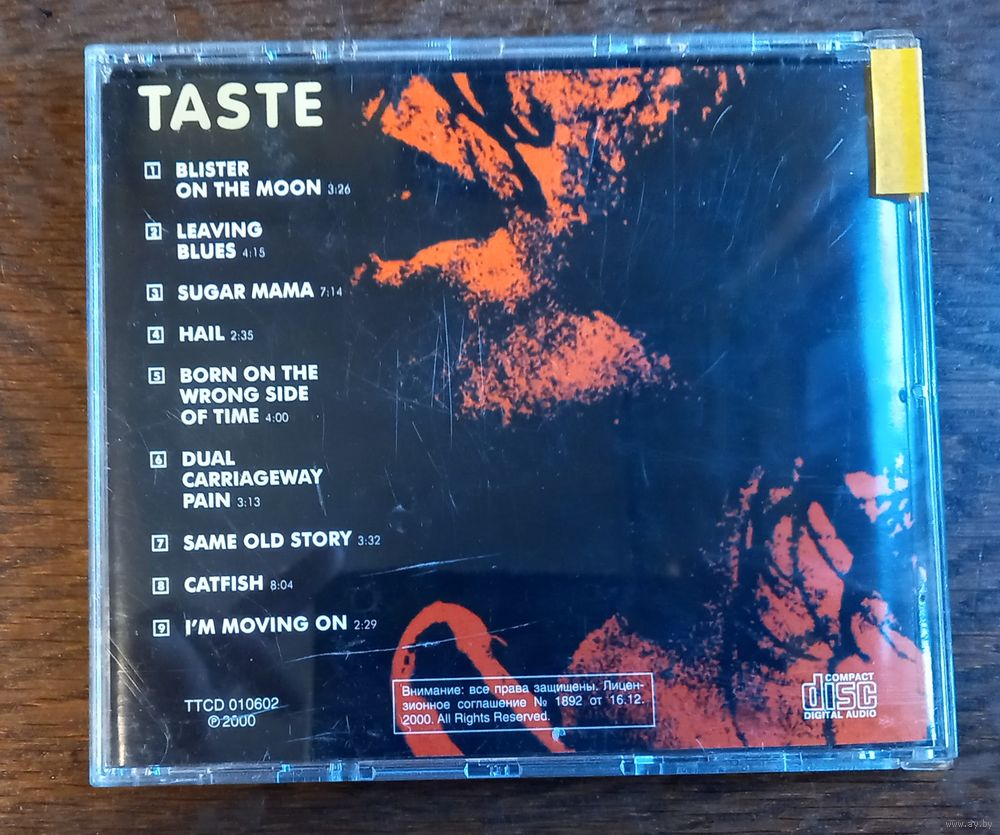 TASTE
1 BLISTER
ON THE MOON 3:26
2 LEAVING
BLUES 4:15
3 SUGAR MAMA 7:14
4 HAIL 2:35
5 BORN ON THE
WRONG SIDE
OF TIME 4:00
6 DUAL
CARRIAGEWAY
PAIN 3:13
7 SAME OLD STORY 3:32
8 CATFISH 8:04
9 I'M MOVING ON 2:29
TTCD 010602
℗ 2000
Внимание: все права защищены. Лицен-
зионное соглашение № 1892 от 16.12.
2000. All Rights Reserved.
COMPACT
disc
DIGITAL AUDIO
www.ay.by